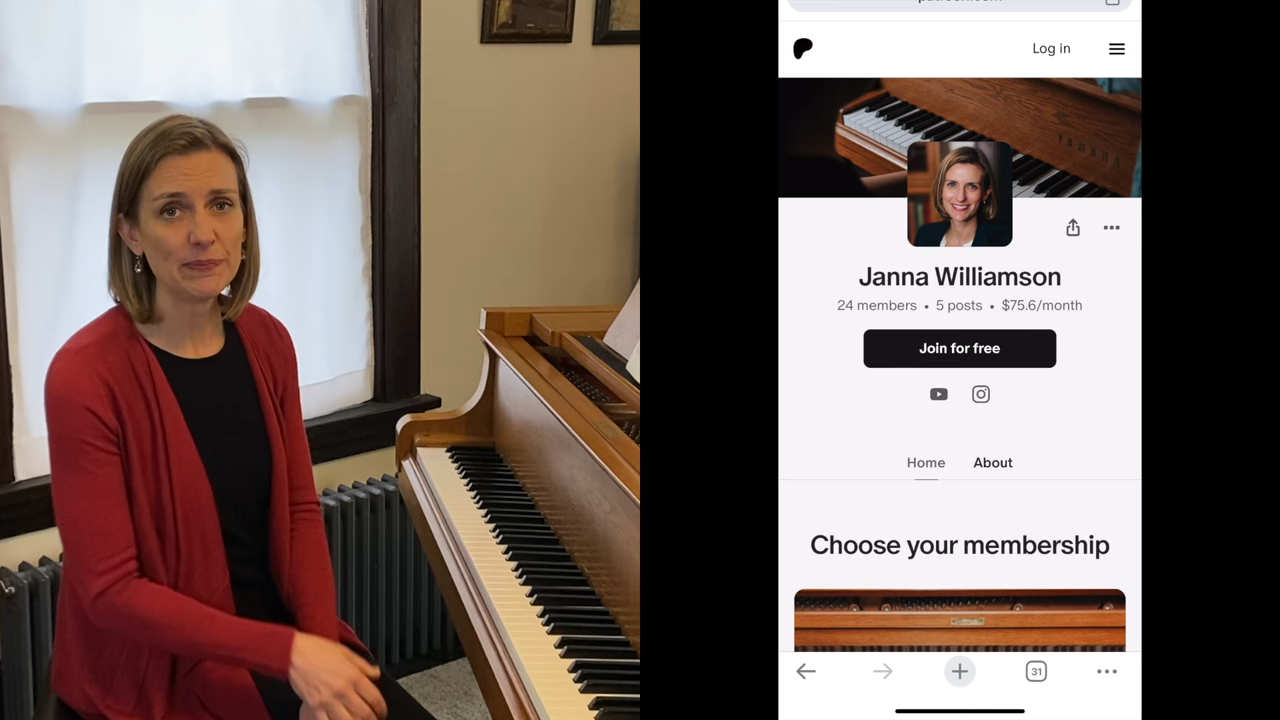 Log in
YAMAHA
Janna Williamson
24 members • 5 posts • $75.6/month
Join for free
Home About
Choose your membership
31